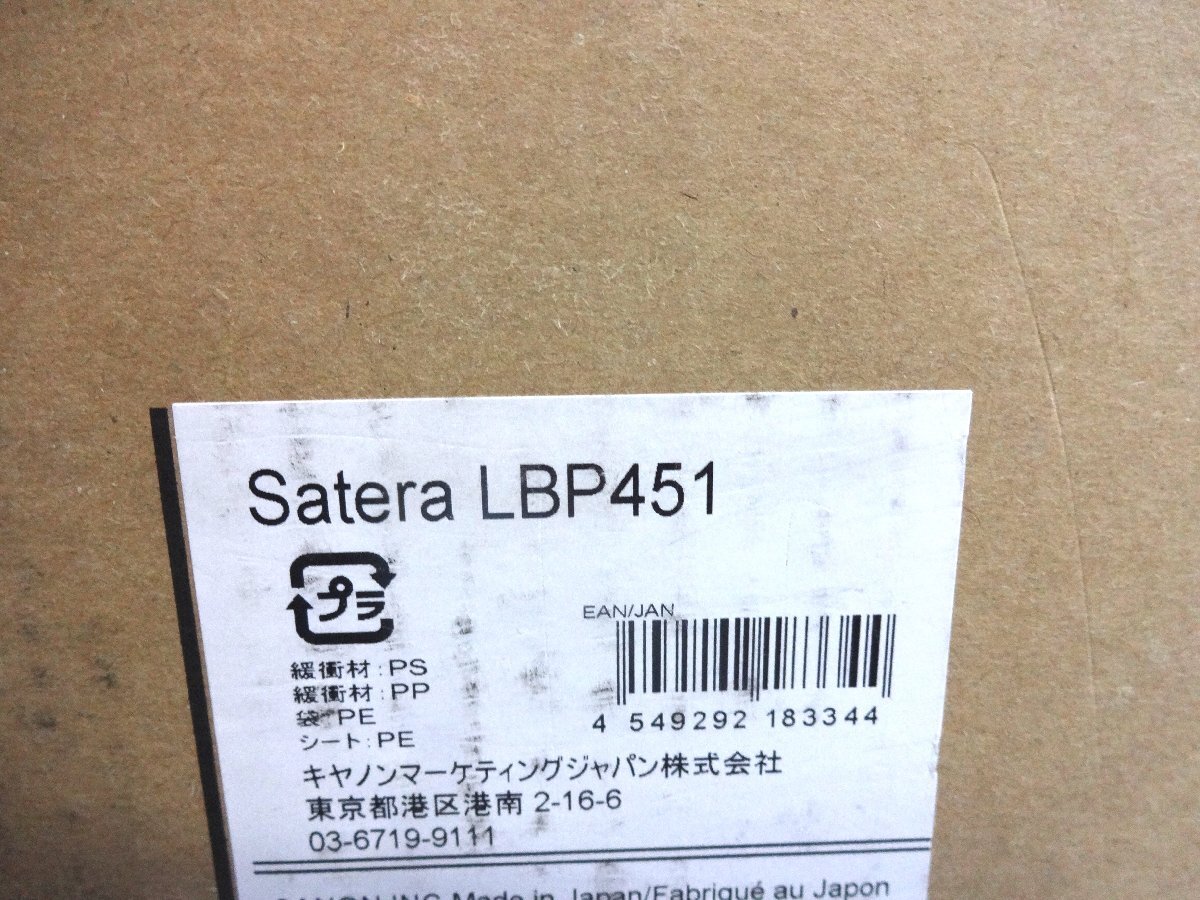 Satera LBP451
プラ
EAN/JAN
緩衝材：PS
緩衝材：PP
袋：PE
シート：PE
4 549292 183344
キヤノンマーケティングジャパン株式会社
東京都港区港南 2-16-6
03-6719-9111
CANON INC. Made in Japan/Fabriqué au Japon